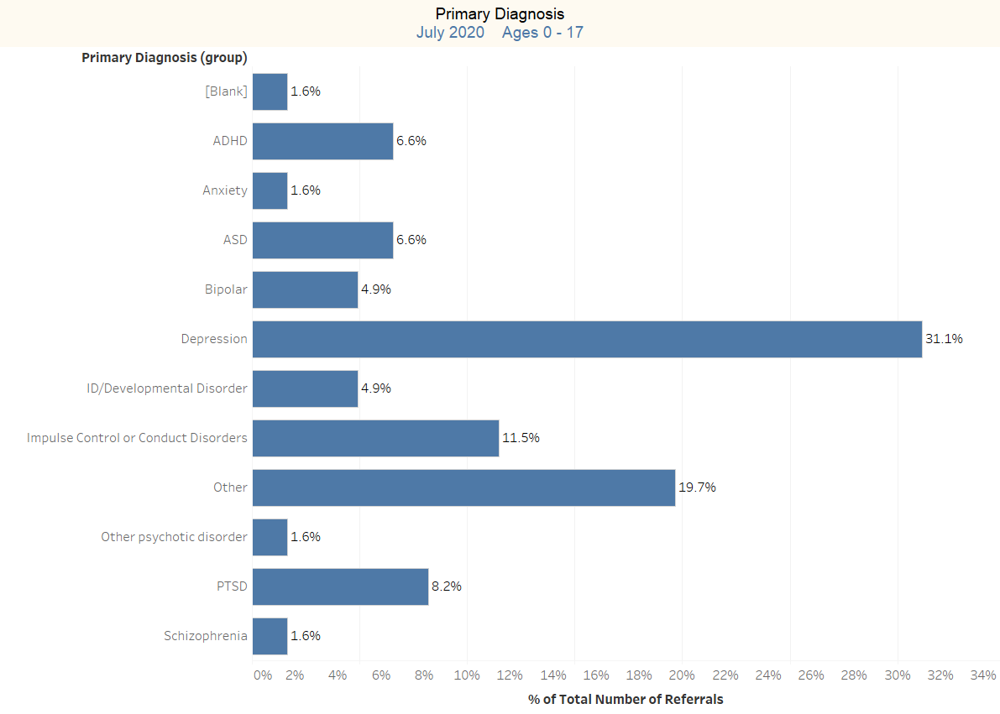 Primary Diagnosis
July 2020 Ages 0 - 17
Primary Diagnosis (group)
[Blank] 1.6%
ADHD 6.6%
Anxiety 1.6%
ASD 6.6%
Bipolar 4.9%
Depression 31.1%
ID/Developmental Disorder 4.9%
Impulse Control or Conduct Disorders 11.5%
Other 19.7%
Other psychotic disorder 1.6%
PTSD 8.2%
Schizophrenia 1.6%
0% 2% 4% 6% 8% 10% 12% 14% 16% 18% 20% 22% 24% 26% 28% 30% 32% 34%
% of Total Number of Referrals